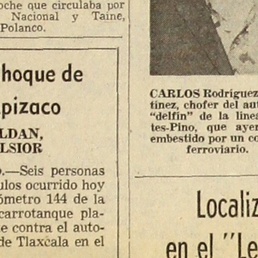 oche que circulaba por
Nacional y Taine,
Polanco.
hoque de
pizaco
LDAN,
LSIOR
O.—Seis personas
ulos ocurrido hoy
ómetro 144 de la
carrotanque pla-
te contra el auto-
de Tlaxcala en el
CARLOS Rodríguez
tínez, chofer del aut
"delfín" de la línea
tes-Pino, que ayer
embestido por un co
ferroviario.
Localiz
en el "Le